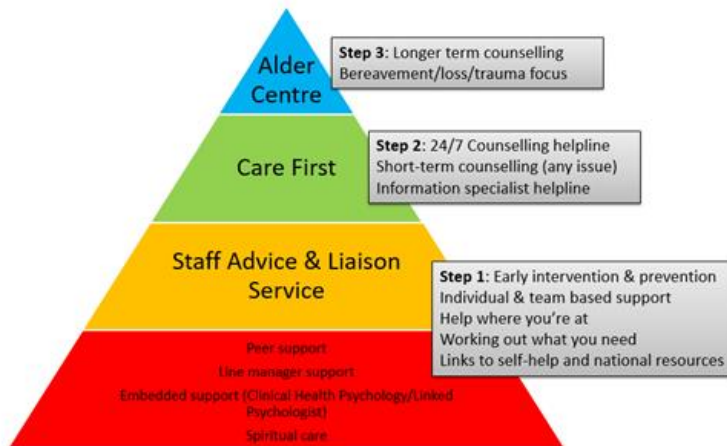 Alder
Centre
Step 3: Longer term counselling
Bereavement/loss/trauma focus
Care First
Step 2: 24/7 Counselling helpline
Short-term counselling (any issue)
Information specialist helpline
Staff Advice & Liaison
Service
Step 1: Early intervention & prevention
Individual & team based support
Help where you're at
Working out what you need
Links to self-help and national resources
Peer support
Line manager support
Embedded support (Clinical Health Psychology/Linked
Psychologist)
Spiritual care